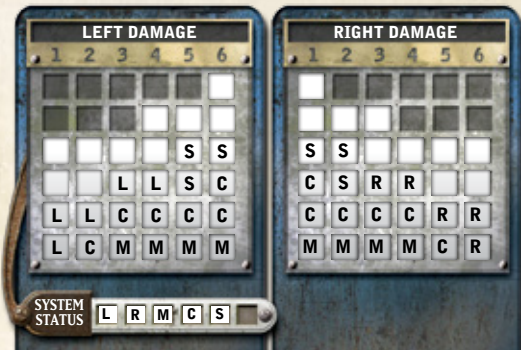 LEFT DAMAGE
1 2 3 4 5 6
S S
L L S C
L L C C C C
L C M M M M
RIGHT DAMAGE
1 2 3 4 5 6
S S
C S R R
C C C C R R
M M M M C R
SYSTEM
STATUS
L R M C S